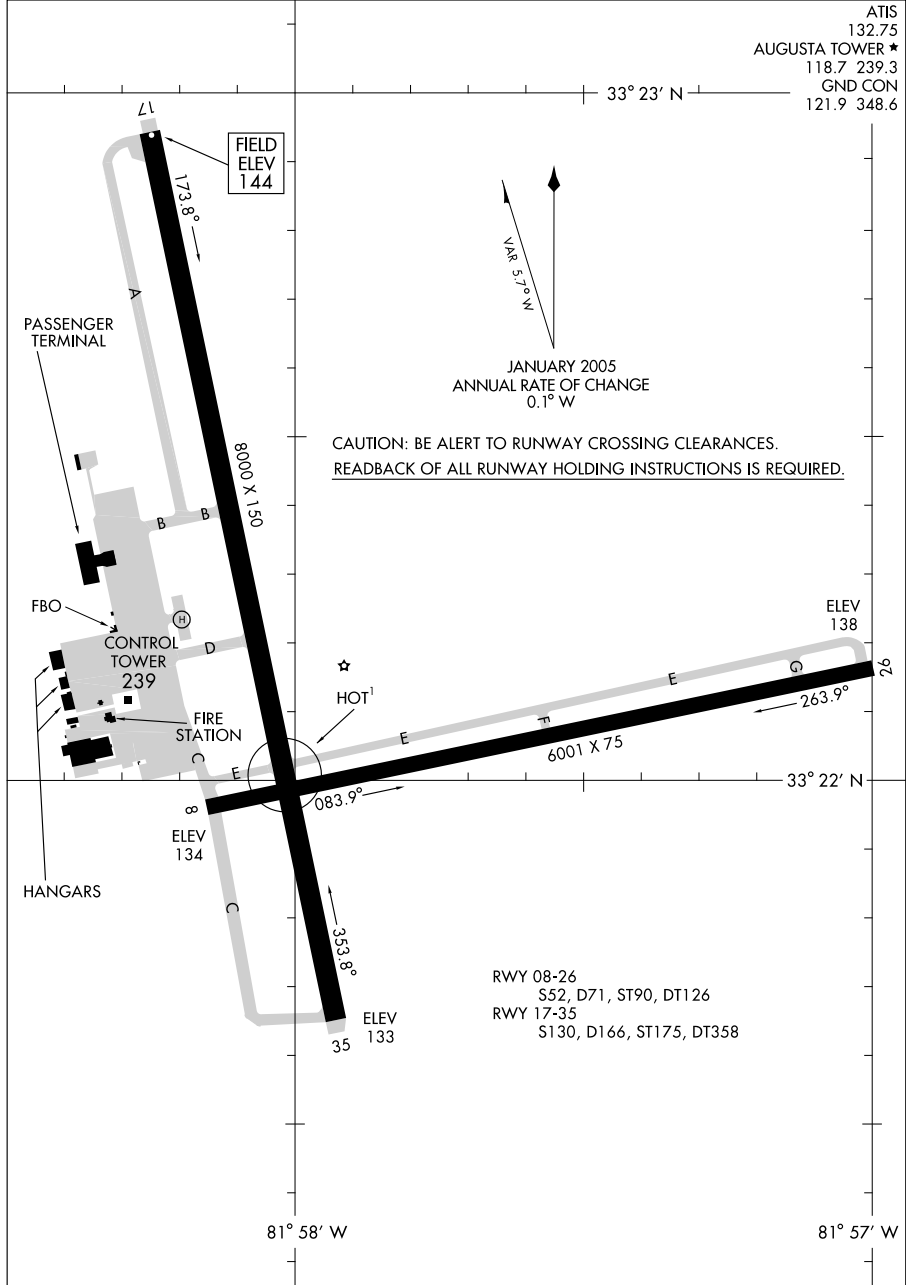 ATIS
132.75
AUGUSTA TOWER ★
118.7 239.3
GND CON
121.9 348.6
33° 23' N
17
FIELD
ELEV
144
173.8°
VAR 5.7° W
A
PASSENGER
TERMINAL
JANUARY 2005
ANNUAL RATE OF CHANGE
0.1° W
CAUTION: BE ALERT TO RUNWAY CROSSING CLEARANCES.
READBACK OF ALL RUNWAY HOLDING INSTRUCTIONS IS REQUIRED.
8000 X 150
B
B
FBO
H
ELEV
138
CONTROL
TOWER
239
D
26
G
E
263.9°
HOT1
FIRE
STATION
F
E
6001 X 75
C
E
33° 22' N
083.9°
8
ELEV
134
HANGARS
C
353.8°
RWY 08-26
S52, D71, ST90, DT126
RWY 17-35
S130, D166, ST175, DT358
ELEV
133
35
81° 58' W
81° 57' W